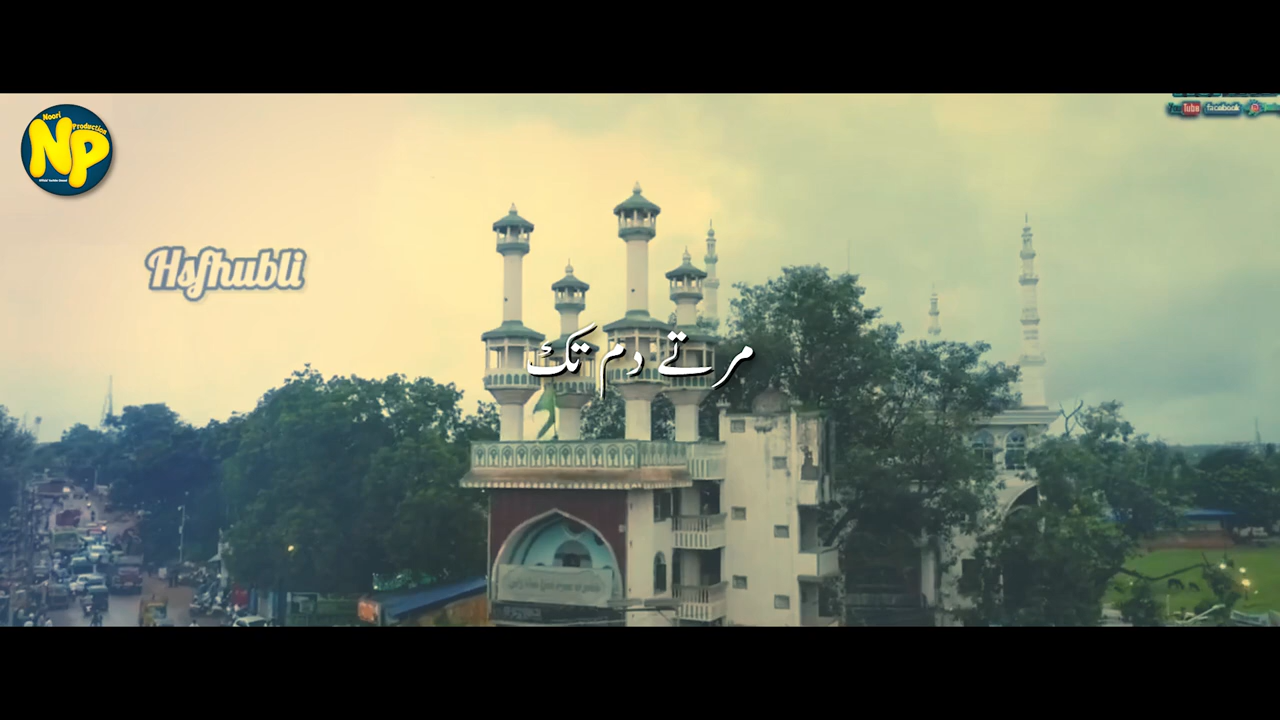 Noori
Production
NP
YouTube facebook
Hsfhubli
مرتے دم تک